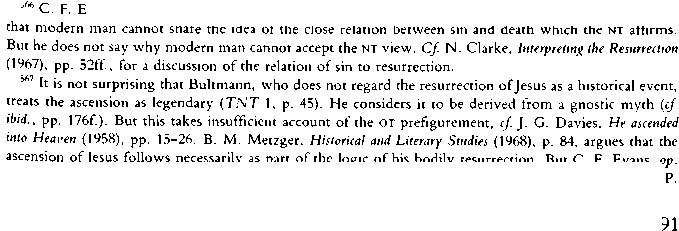 566 C. F. E
that modern man cannot share the idea of the close relation between sin and death which the NT affirms.
But he does not say why modern man cannot accept the NT view. Cf. N. Clarke, Interpreting the Resurrection
(1967), pp. 52ff., for a discussion of the relation of sin to resurrection.
567 It is not surprising that Bultmann, who does not regard the resurrection of Jesus as a historical event,
treats the ascension as legendary (TNT 1, p. 45). He considers it to be derived from a gnostic myth (cf
ibid., pp. 176f.). But this takes insufficient account of the OT prefigurement, cf. J. G. Davies, He ascended
into Heaven (1958), pp. 15-26. B. M. Metzger, Historical and Literary Studies (1968), p. 84, argues that the
ascension of Jesus follows necessarily as part of the logic of his bodily resurrection. But C. F. Evans, op.
P.
91